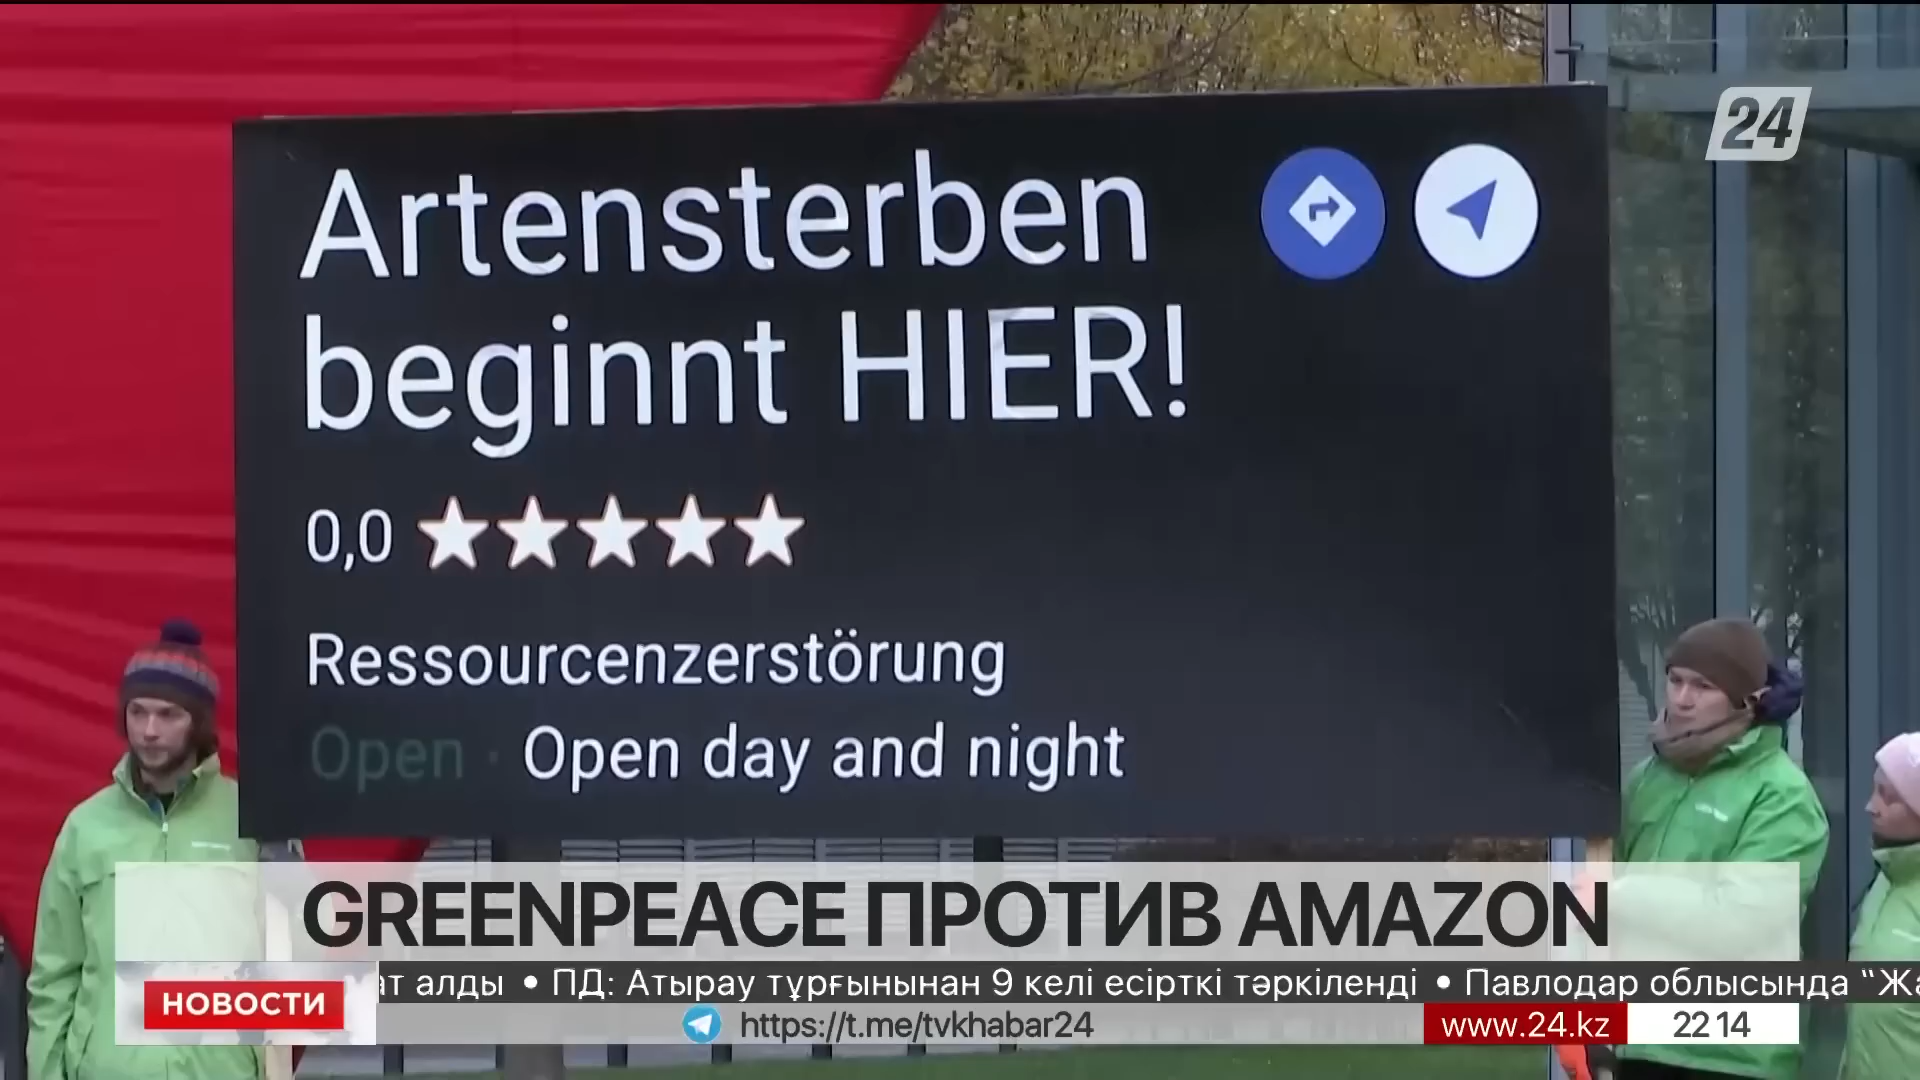 24
Artensterben
beginnt HIER!
0,0
Ressourcenzerstörung
Open · Open day and night
GREENPEACE ПРОТИВ AMAZON
НОВОСТИ
ат алды • ПД: Атырау тұрғынынан 9 келі есірткі тәркіленді • Павлодар облысында “Жа
https://t.me/tvkhabar24
www.24.kz
22 14